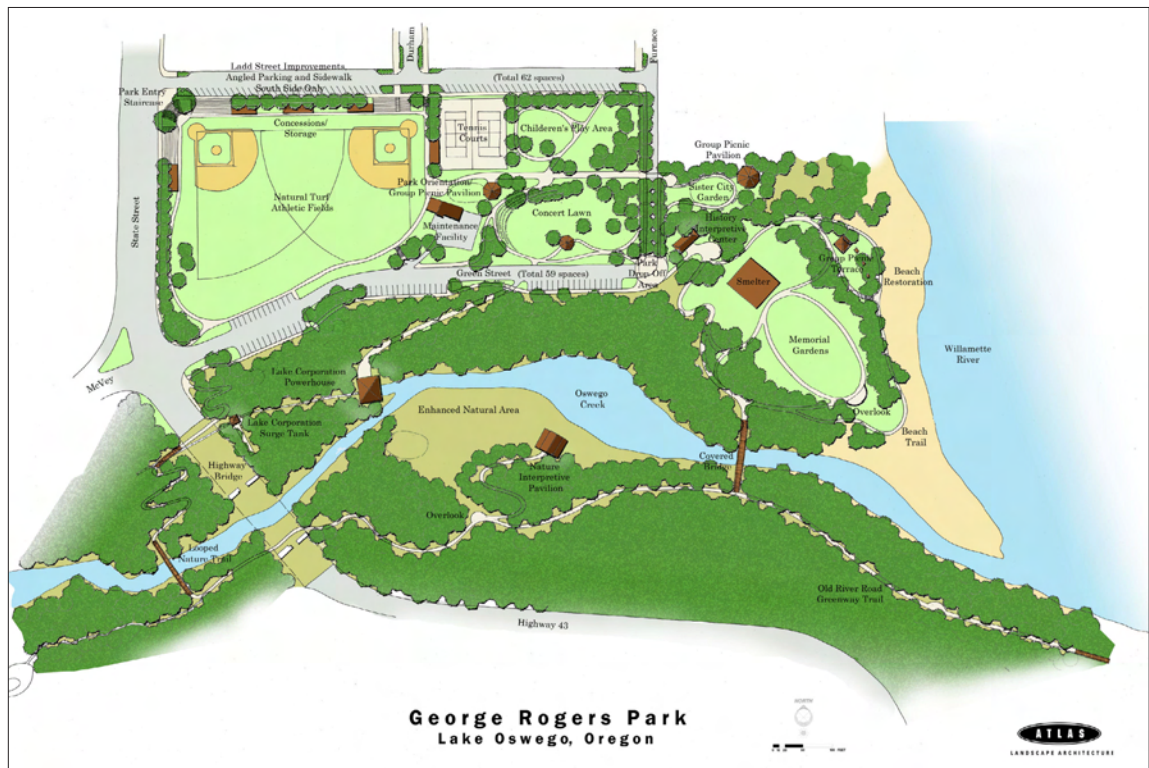 Durham
Furnace
Ladd Street Improvements,
Angled Parking and Sidewalk
South Side Only
(Total 62 spaces)
Park Entry
Staircase
Concessions/
Storage
Tennis
Courts
Childeren's Play Area
Group Picnic
Pavilion
Park Orientation/
Group Picnic Pavilion
Sister City
Garden
Natural Turf
Athletic Fields
State Street
Concert Lawn
Maintenance
Facility
History
Interpretive
Center
Group Picnic
Terrace
Green Street (Total 59 spaces)
Park
Drop Off
Area
Smelter
Beach
Restoration
Memorial
Gardens
Willamette
River
McVey
Lake Corporation
Powerhouse
Oswego
Creek
Enhanced Natural Area
Overlook
Lake Corporation
Surge Tank
Beach
Trail
Highway
Bridge
Covered
Bridge
Nature
Interpretive
Pavilion
Overlook
Looped
Nature Trail
Old River Road
Greenway Trail
Highway 43
George Rogers Park
Lake Oswego, Oregon
NORTH
ATLAS
LANDSCAPE ARCHITECTURE